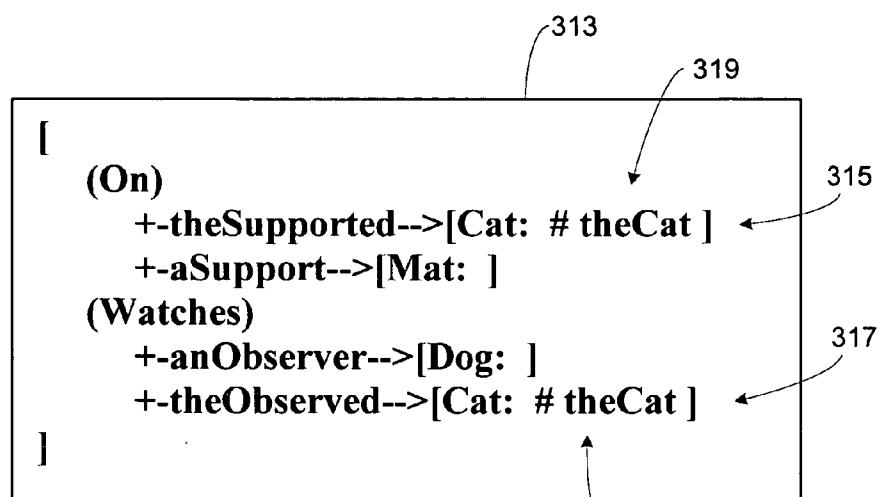 313
319
[
(On)
+-theSupported-->[Cat: # theCat ]
315
+-aSupport-->[Mat: ]
(Watches)
+-anObserver-->[Dog: ]
317
+-theObserved-->[Cat: # theCat ]
]